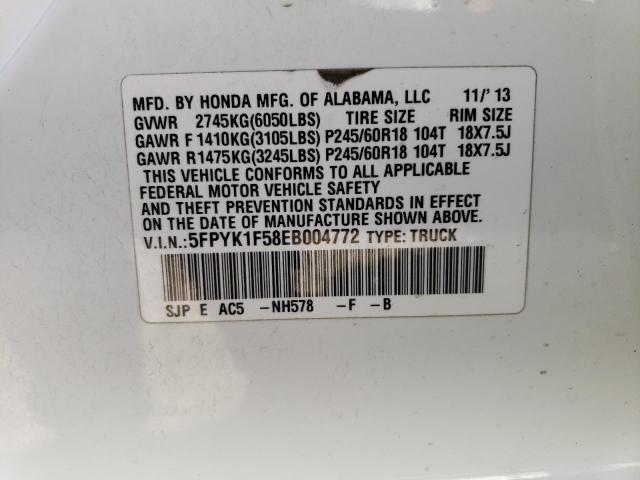 MFD. BY HONDA MFG. OF ALABAMA, LLC 11/'13
GVWR 2745KG(6050LBS) TIRE SIZE RIM SIZE
GAWR F 1410KG(3105LBS) P245/60R18 104T 18X7.5J
GAWR R 1475KG(3245LBS) P245/60R18 104T 18X7.5J
THIS VEHICLE CONFORMS TO ALL APPLICABLE
FEDERAL MOTOR VEHICLE SAFETY
AND THEFT PREVENTION STANDARDS IN EFFECT
ON THE DATE OF MANUFACTURE SHOWN ABOVE.
V.I.N.:5FPYK1F58EB004772 TYPE: TRUCK
SJP E AC5 -NH578 -F -B